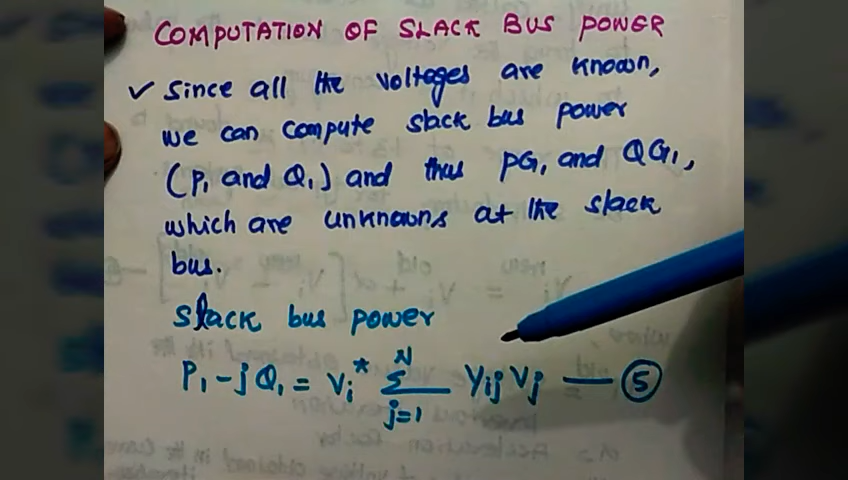 COMPUTATION OF SLACK BUS POWER
✓ Since all the voltages are known,
we can compute slack bus power
(P₁ and Q₁) and thus PG₁ and QG₁,
which are unknowns at the slack
bus.
Slack bus power
P₁ - jQ₁ = Vi* Σ_{j=1}^{N} Yij Vj — ⑤